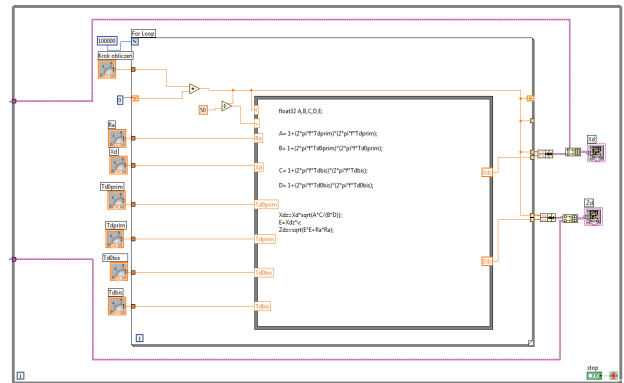 For Loop
100000
N
Krok obliczeń
0
50
Ra
Xd
Td0prim
Tdprim
Td0bis
Tdbis
f
v
Ra
Xd
Td0prim
Tdprim
Td0bis
Tdbis
float32 A,B,C,D,E;
A= 1+(2*pi*f*Tdprim)*(2*pi*f*Tdprim);
B= 1+(2*pi*f*Td0prim)*(2*pi*f*Td0prim);
C= 1+(2*pi*f*Tdbis)*(2*pi*f*Tdbis);
D= 1+(2*pi*f*Td0bis)*(2*pi*f*Td0bis);
Xdz=Xd*sqrt(A*C/(B*D));
E=Xdz*v;
Zdz=sqrt(E*E+Ra*Ra);
Xdz
Zdz
Xd
Zd
i
i
stop
TF